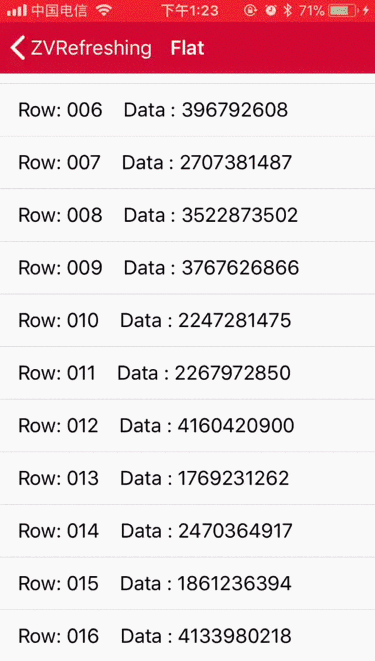 中国电信 下午1:23 71%
ZVRefreshing Flat
Row: 006 Data : 396792608
Row: 007 Data : 2707381487
Row: 008 Data : 3522873502
Row: 009 Data : 3767626866
Row: 010 Data : 2247281475
Row: 011 Data : 2267972850
Row: 012 Data : 4160420900
Row: 013 Data : 1769231262
Row: 014 Data : 2470364917
Row: 015 Data : 1861236394
Row: 016 Data : 4133980218